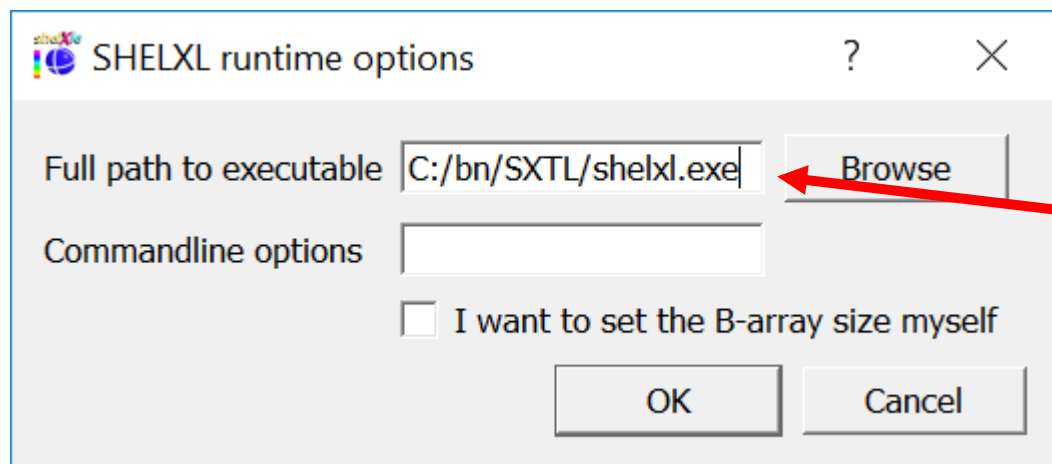 shelXle
SHELXL runtime options
?
Full path to executable C:/bn/SXTL/shelxl.exe Browse
Commandline options
I want to set the B-array size myself
OK Cancel